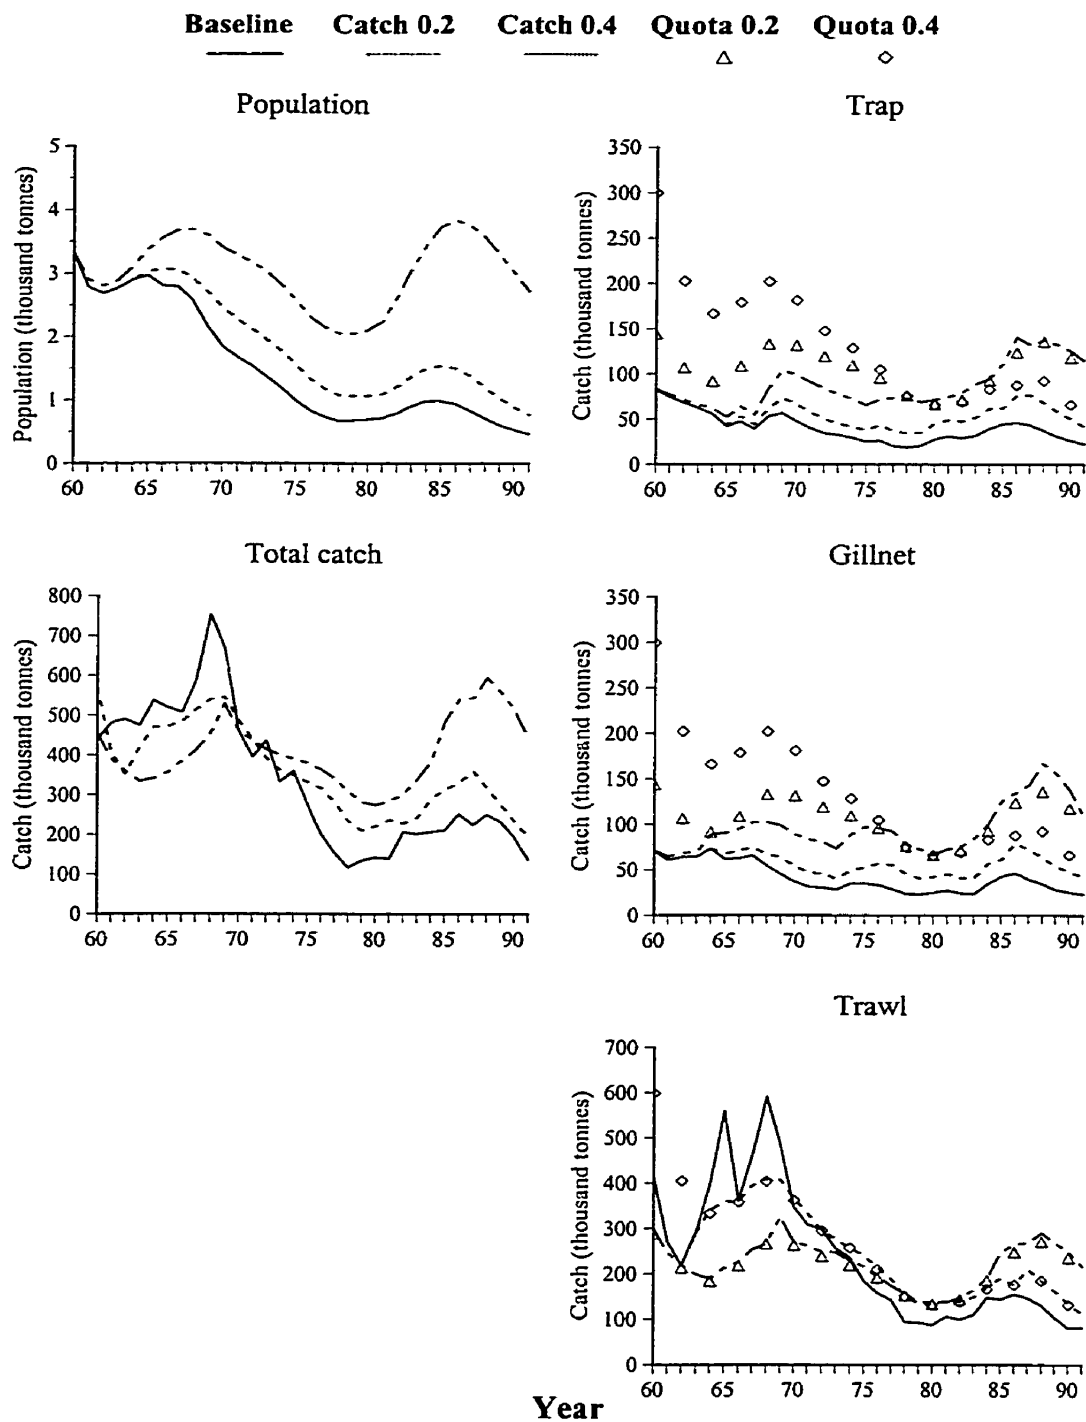 Baseline Catch 0.2 Catch 0.4 Quota 0.2 Quota 0.4
Population
Population (thousand tonnes)
5
4
3
2
1
0
60 65 70 75 80 85 90
Trap
Catch (thousand tonnes)
350
300
250
200
150
100
50
0
60 65 70 75 80 85 90
Total catch
Catch (thousand tonnes)
800
700
600
500
400
300
200
100
0
60 65 70 75 80 85 90
Gillnet
Catch (thousand tonnes)
350
300
250
200
150
100
50
0
60 65 70 75 80 85 90
Trawl
Catch (thousand tonnes)
700
600
500
400
300
200
100
0
60 65 70 75 80 85 90
Year